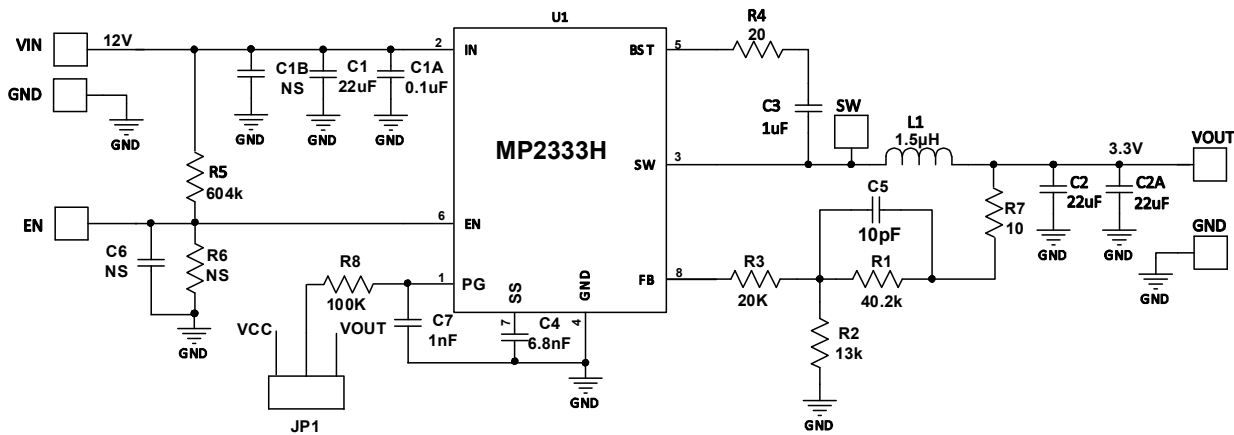 U1
VIN
12V
2
IN
GND
GND
C1B
NS
GND
C1
22uF
GND
C1A
0.1uF
GND
R5
604k
EN
6
EN
C6
NS
R6
NS
GND
R8
100K
1
PG
C7
1nF
VCC
VOUT
JP1
SS
7
C4
6.8nF
GND
4
GND
MP2333H
BST
5
R4
20
C3
1uF
SW
SW
3
L1
1.5µH
3.3V
VOUT
C2
22uF
GND
C2A
22uF
GND
R7
10
C5
10pF
FB
8
R3
20K
R1
40.2k
R2
13k
GND
GND
GND